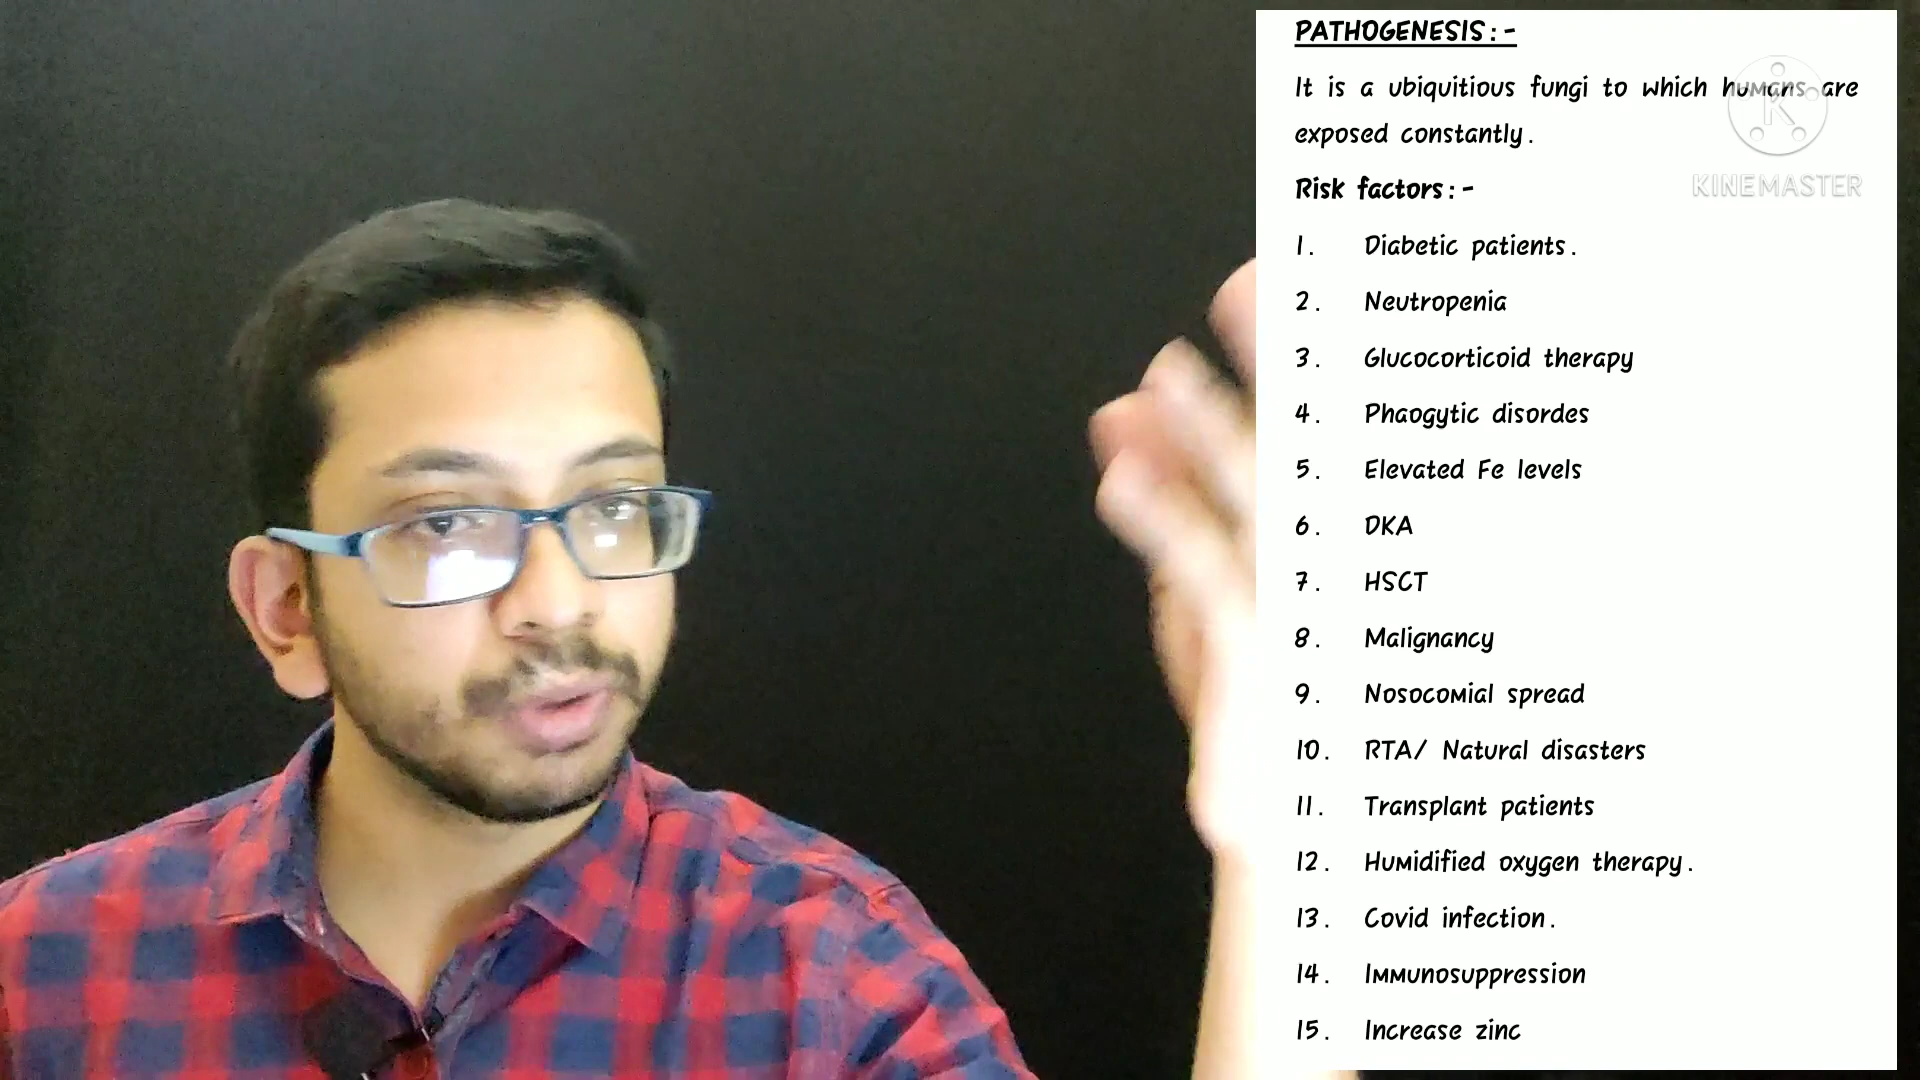 PATHOGENESIS:-
It is a ubiquitious fungi to which humans are
exposed constantly.
Risk factors:-
1. Diabetic patients.
2. Neutropenia
3. Glucocorticoid therapy
4. Phaogytic disordes
5. Elevated Fe levels
6. DKA
7. HSCT
8. Malignancy
9. Nosocomial spread
10. RTA/ Natural disasters
11. Transplant patients
12. Humidified oxygen therapy.
13. Covid infection.
14. Immunosuppression
15. Increase zinc
K
KINEMASTER